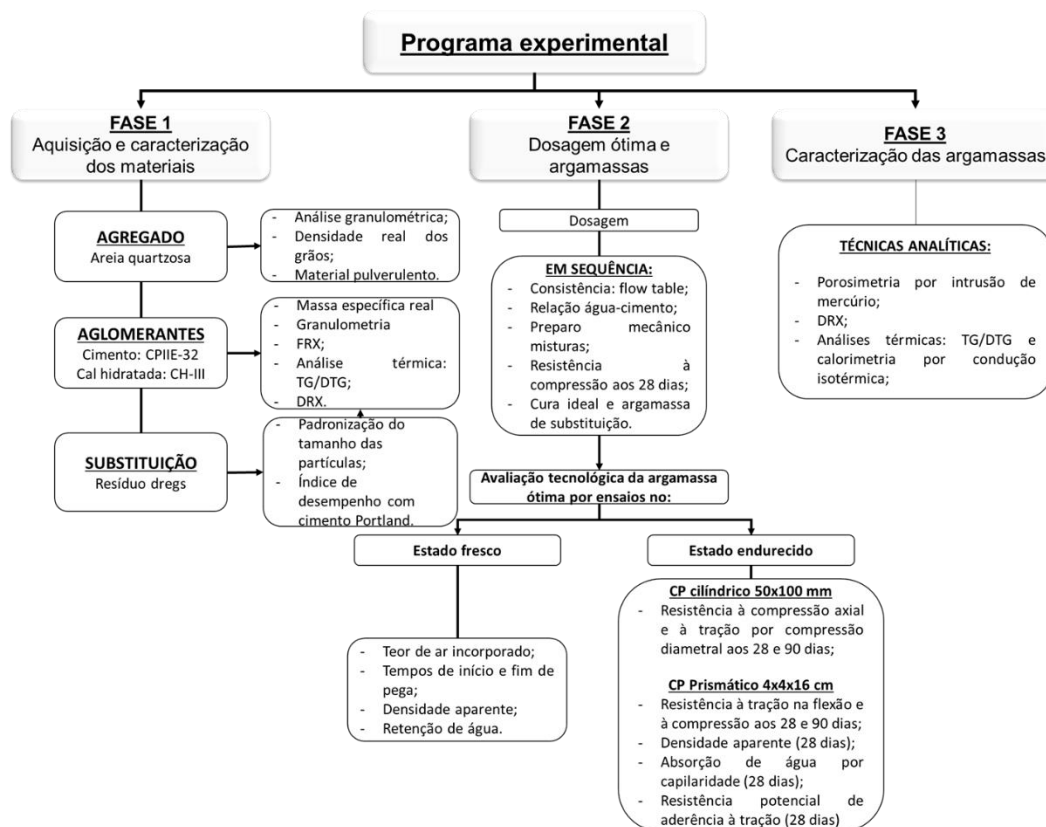 Programa experimental
FASE 1
Aquisição e caracterização
dos materiais
AGREGADO
Areia quartzosa
- Análise granulométrica;
- Densidade real dos
grãos;
- Material pulverulento.
AGLOMERANTES
Cimento: CPIIE-32
Cal hidratada: CH-III
- Massa específica real
- Granulometria
- FRX;
- Análise térmica:
TG/DTG;
- DRX.
SUBSTITUIÇÃO
Resíduo dregs
- Padronização do
tamanho das
partículas;
- Índice de
desempenho com
cimento Portland.
FASE 2
Dosagem ótima e
argamassas
Dosagem
EM SEQUÊNCIA:
- Consistência: flow table;
- Relação água-cimento;
- Preparo mecânico
misturas;
- Resistência à
compressão aos 28 dias;
- Cura ideal e argamassa
de substituição.
Avaliação tecnológica da argamassa
ótima por ensaios no:
Estado fresco
- Teor de ar incorporado;
- Tempos de início e fim de
pega;
- Densidade aparente;
- Retenção de água.
Estado endurecido
CP cilíndrico 50x100 mm
- Resistência à compressão axial
e à tração por compressão
diametral aos 28 e 90 dias;
CP Prismático 4x4x16 cm
- Resistência à tração na flexão e
à compressão aos 28 e 90 dias;
- Densidade aparente (28 dias);
- Absorção de água por
capilaridade (28 dias);
- Resistência potencial de
aderência à tração (28 dias)
FASE 3
Caracterização das argamassas
TÉCNICAS ANALÍTICAS:
- Porosimetria por intrusão de
mercúrio;
- DRX;
- Análises térmicas: TG/DTG e
calorimetria por condução
isotérmica;